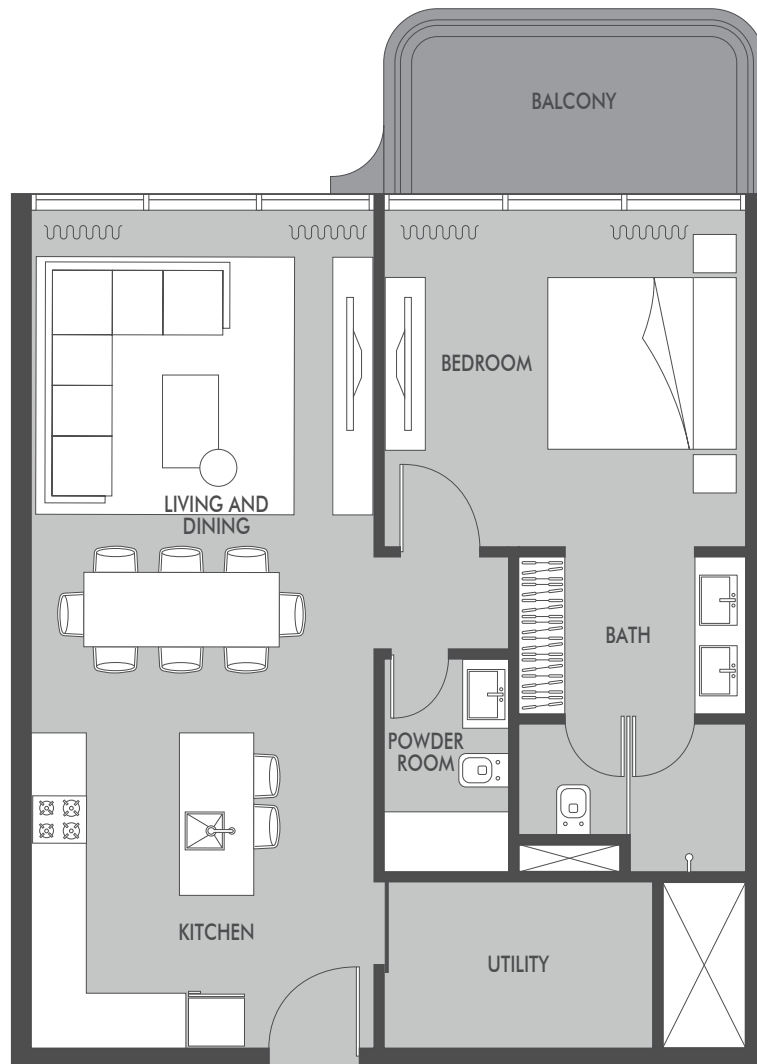 BALCONY
BEDROOM
LIVING AND
DINING
BATH
POWDER
ROOM
KITCHEN
UTILITY